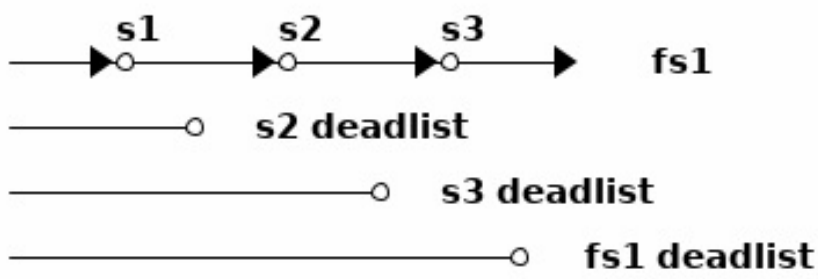 s1 s2 s3
fs1
s2 deadlist
s3 deadlist
fs1 deadlist